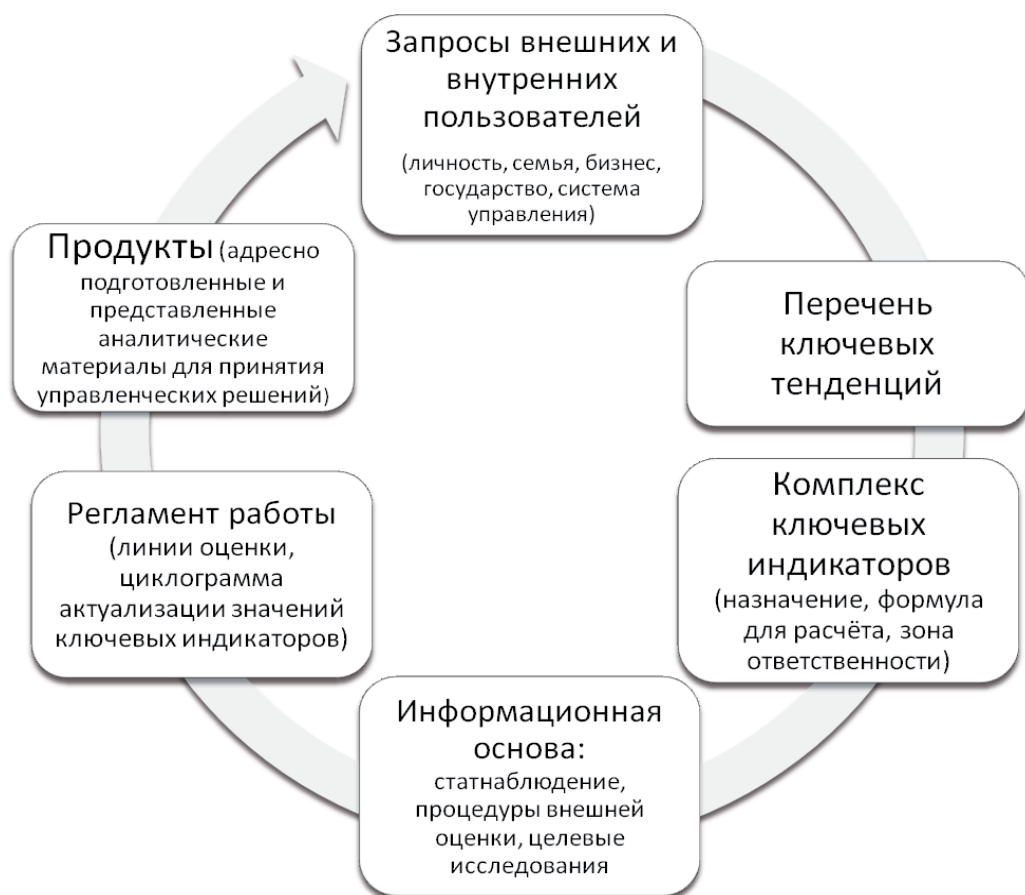 Запросы внешних и
внутренних
пользователей
(личность, семья, бизнес,
государство, система
управления)
Перечень
ключевых
тенденций
Комплекс
ключевых
индикаторов
(назначение, формула
для расчёта, зона
ответственности)
Информационная
основа:
статнаблюдение,
процедуры внешней
оценки, целевые
исследования
Регламент работы
(линии оценки,
циклограмма
актуализации значений
ключевых индикаторов)
Продукты (адресно
подготовленные и
представленные
аналитические
материалы для принятия
управленческих решений)